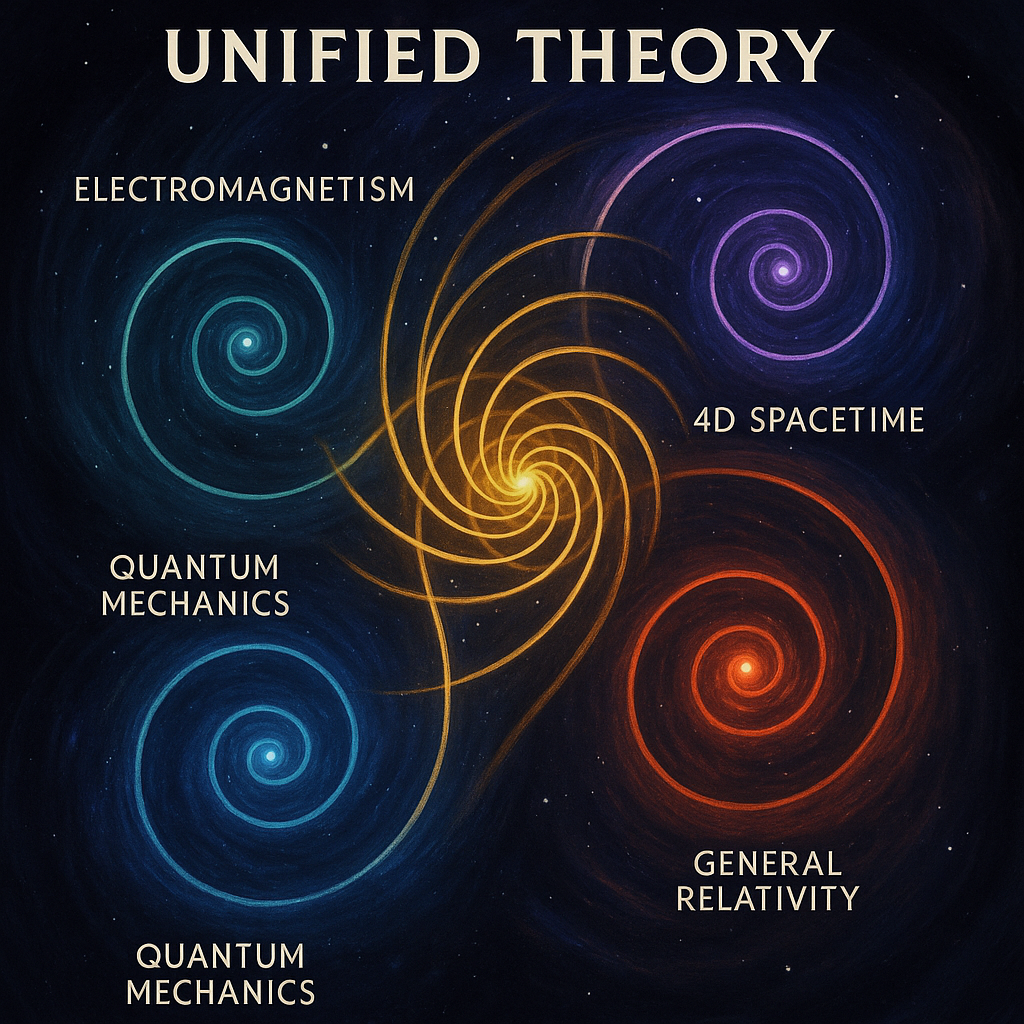 UNIFIED THEORY
ELECTROMAGNETISM
4D SPACETIME
QUANTUM
MECHANICS
GENERAL
RELATIVITY
QUANTUM
MECHANICS